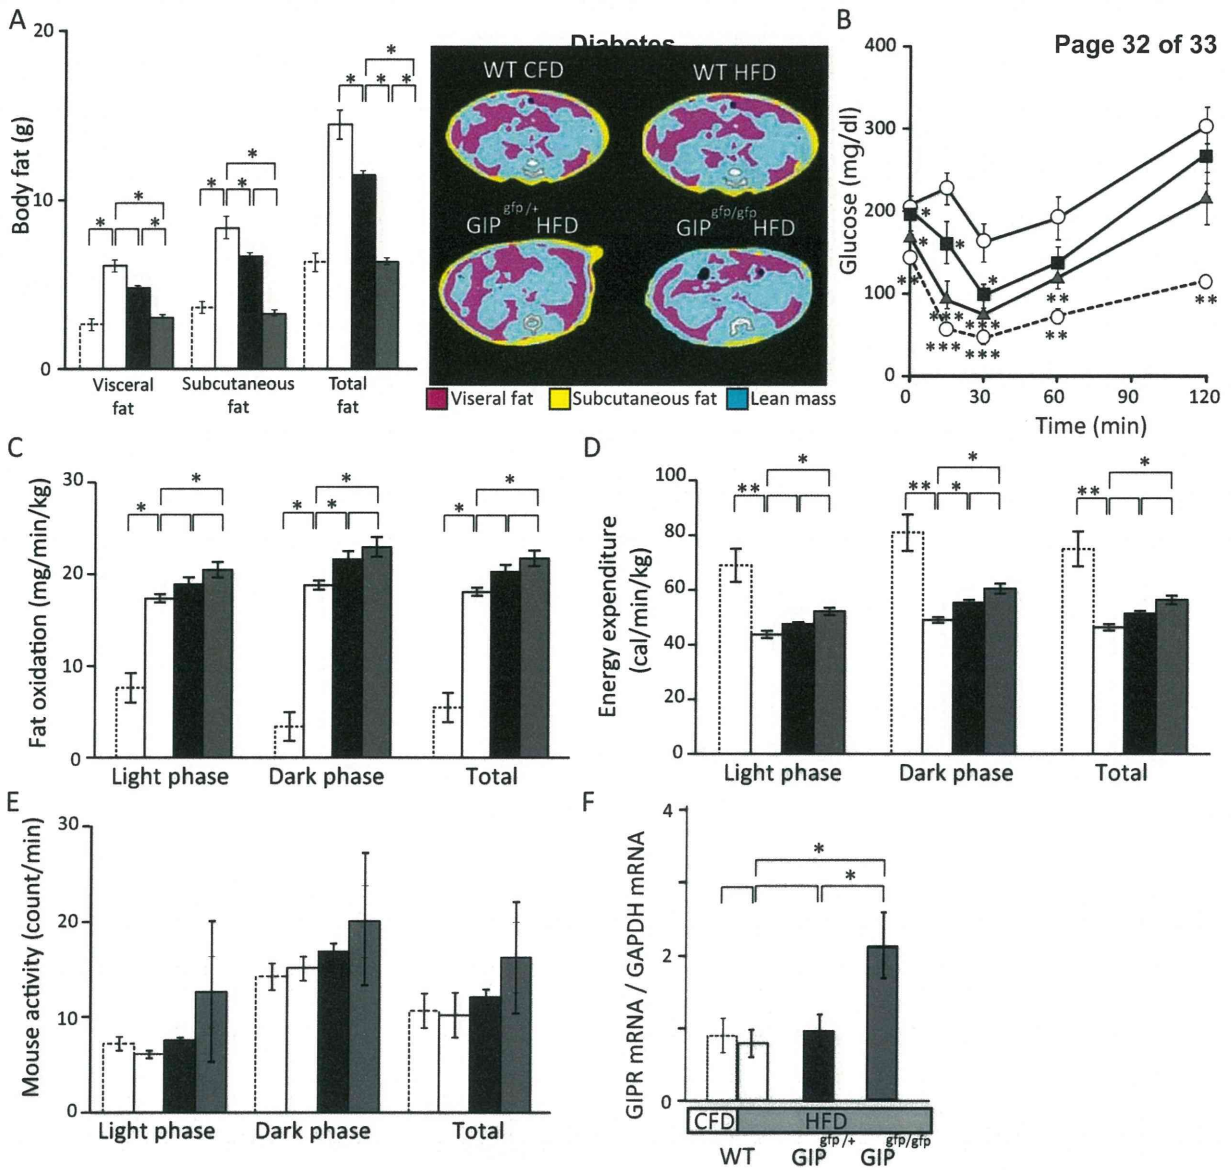 Diabetes
Page 32 of 33
A
20
10
0
Body fat (g)
*
* * *
*
* *
*
* *
Visceral fat
Subcutaneous fat
Total fat
WT CFD
WT HFD
GIP gfp/+ HFD
GIP gfp/gfp HFD
Viseral fat
Subcutaneous fat
Lean mass
B
400
300
200
100
0
Glucose (mg/dl)
*
*
*
*
**
***
***
**
***
***
**
**
0 30 60 90 120
Time (min)
C
30
20
10
0
Fat oxidation (mg/min/kg)
*
*
*
* *
*
*
Light phase
Dark phase
Total
D
100
80
60
40
20
0
Energy expenditure
(cal/min/kg)
*
**
*
** *
*
**
Light phase
Dark phase
Total
E
30
20
10
0
Mouse activity (count/min)
Light phase
Dark phase
Total
F
4
2
0
GIPR mRNA / GAPDH mRNA
*
*
CFD
HFD
WT
GIP gfp/+
GIP gfp/gfp